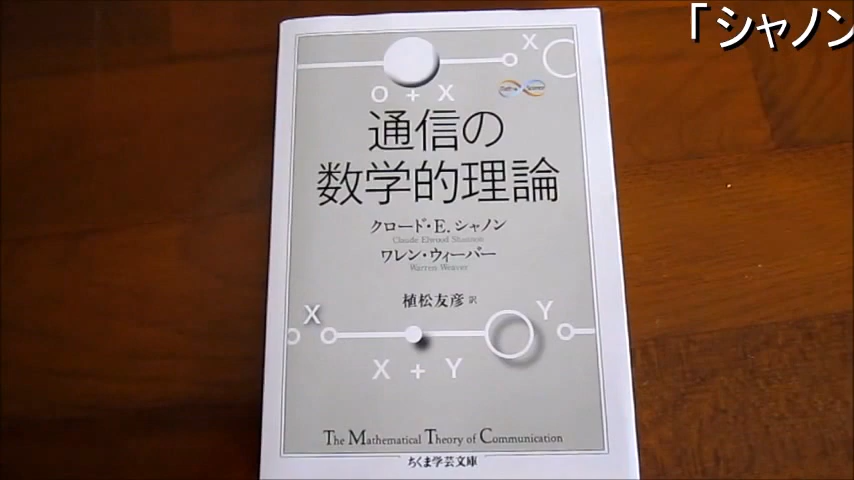 「シャノン
X
O + X
通信の
数学的理論
クロード・E. シャノン
Claude Elwood Shannon
ワレン・ウィーバー
Warren Weaver
植松友彦 訳
X
Y
X + Y
The Mathematical Theory of Communication
ちくま学芸文庫